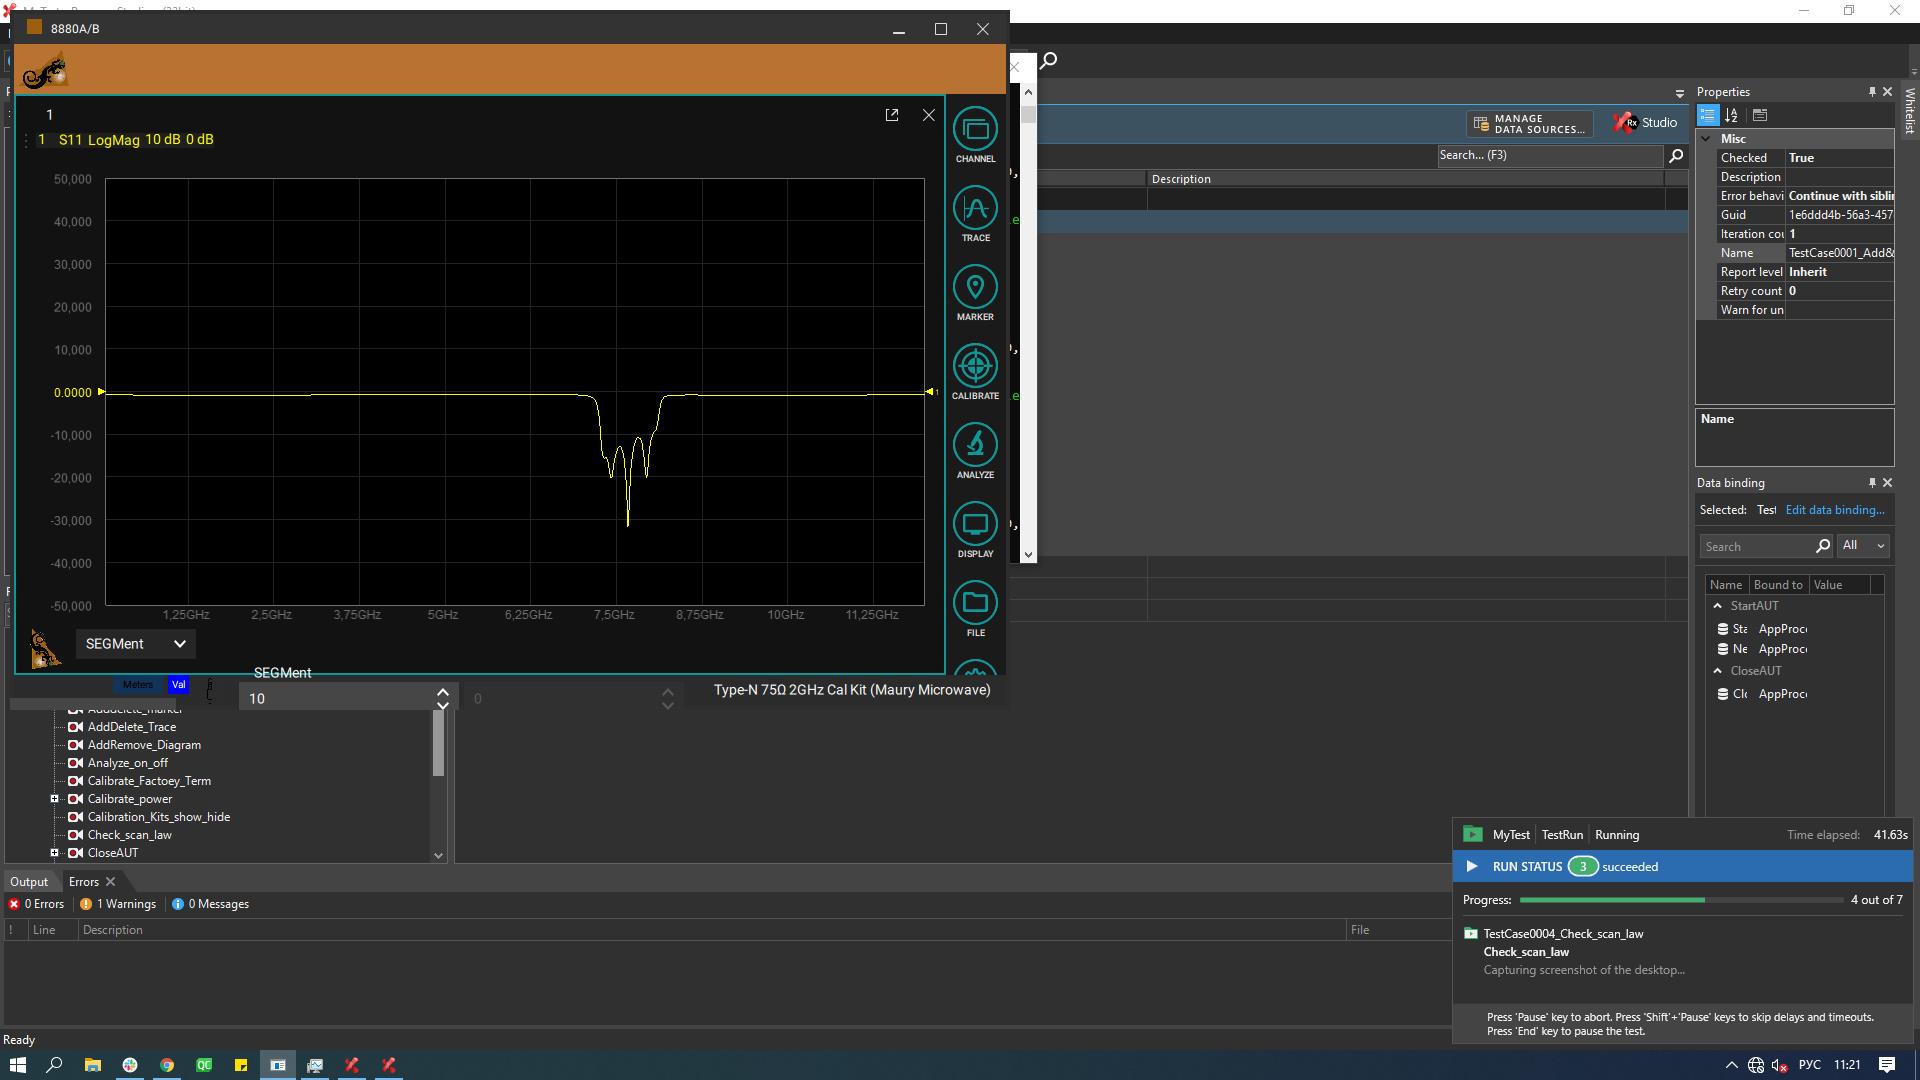 8880A/B
1
1 S11 LogMag 10 dB 0 dB
50,000
40,000
30,000
20,000
10,000
0.0000
-10,000
-20,000
-30,000
-40,000
-50,000
1,25GHz 2,5GHz 3,75GHz 5GHz 6,25GHz 7,5GHz 8,75GHz 10GHz 11,25GHz
1
SEGMent
CHANNEL
TRACE
MARKER
CALIBRATE
ANALYZE
DISPLAY
FILE
Meters Val
SEGMent
10
0
Type-N 75Ω 2GHz Cal Kit (Maury Microwave)
AddDelete_Trace
AddRemove_Diagram
Analyze_on_off
Calibrate_Factoey_Term
Calibrate_power
Calibration_Kits_show_hide
Check_scan_law
CloseAUT
MANAGE
DATA SOURCES...
Rx Studio
Search... (F3)
Description
Properties
Whitelist
Misc
Checked True
Description
Error behavi Continue with siblin
Guid 1e6ddd4b-56a3-457
Iteration cou 1
Name TestCase0001_Add&
Report level Inherit
Retry count 0
Warn for un
Name
Data binding
Selected: Test Edit data binding...
Search All
Name Bound to Value
StartAUT
Sta AppProce
Ne AppProce
CloseAUT
Clo AppProce
Output Errors
0 Errors 1 Warnings 0 Messages
! Line Description File
Ready
MyTest TestRun Running Time elapsed: 41.63s
RUN STATUS 3 succeeded
Progress: 4 out of 7
TestCase0004_Check_scan_law
Check_scan_law
Capturing screenshot of the desktop...
Press 'Pause' key to abort. Press 'Shift'+'Pause' keys to skip delays and timeouts.
Press 'End' key to pause the test.
QC
РУС 11:21